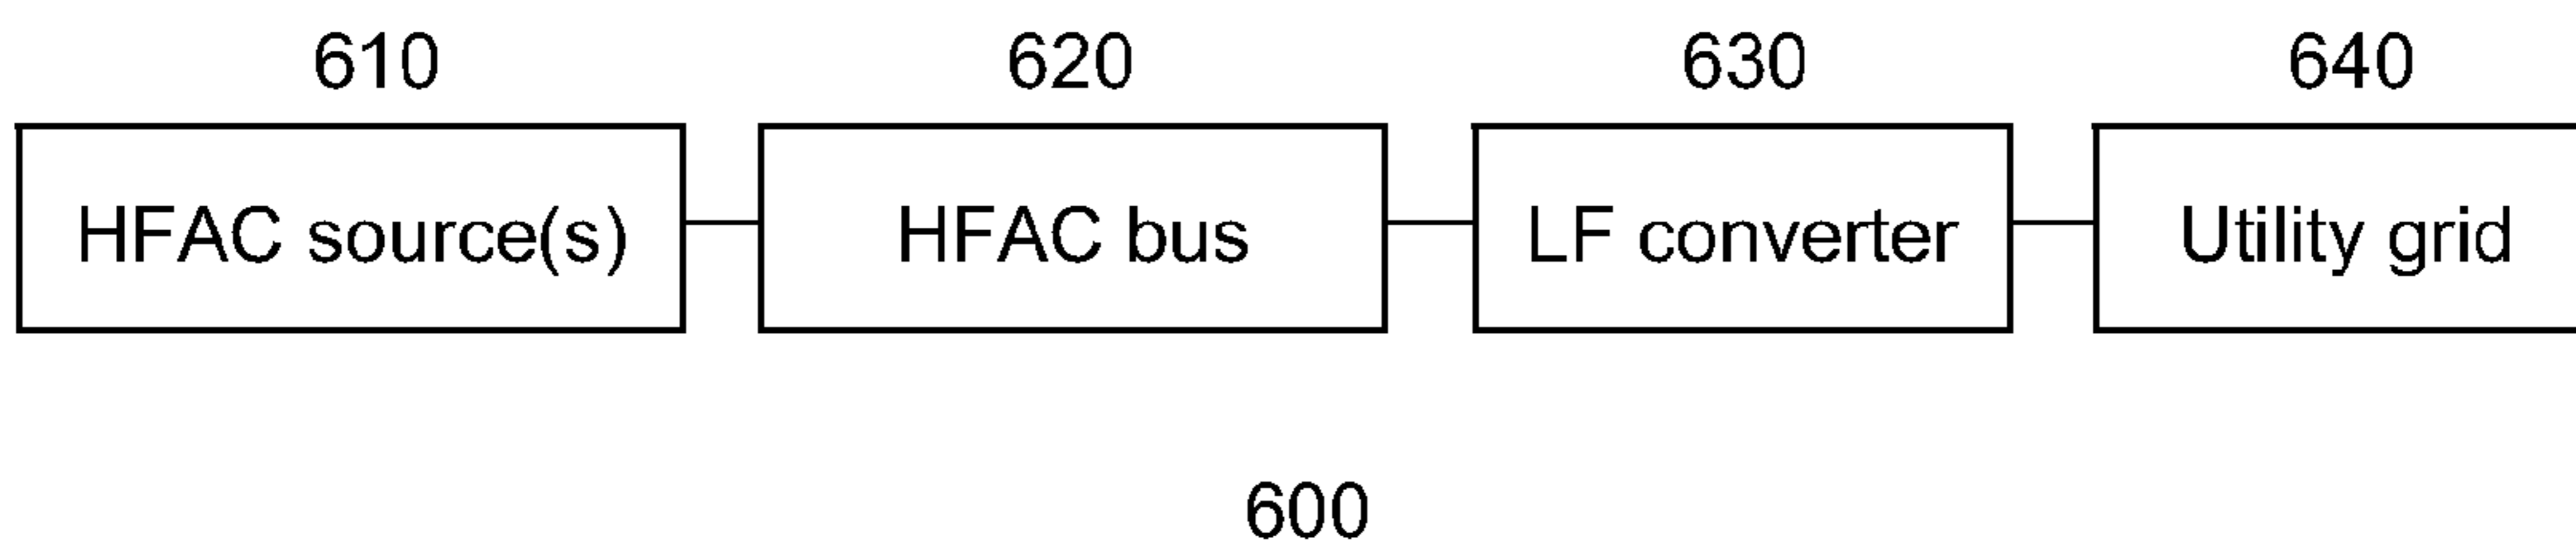 610 620 630 640
HFAC source(s) HFAC bus LF converter Utility grid
600